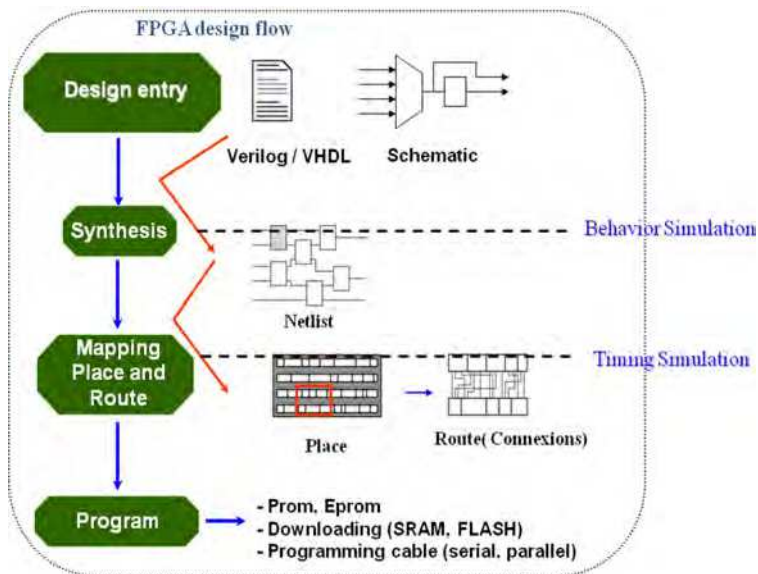 FPGA design flow
Design entry
Verilog / VHDL
Schematic
Synthesis
Behavior Simulation
Netlist
Mapping
Place and
Route
Timing Simulation
Place
Route( Connexions)
Program
- Prom, Eprom
- Downloading (SRAM, FLASH)
- Programming cable (serial, parallel)